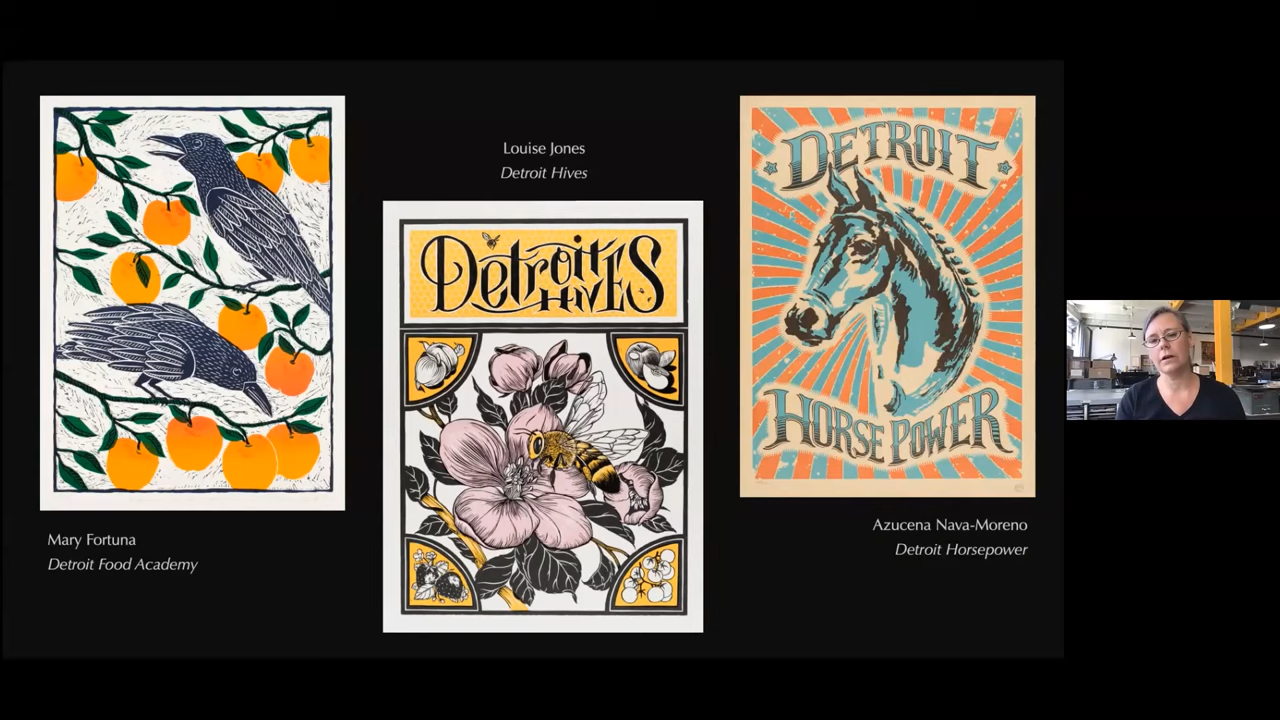 Mary Fortuna
Detroit Food Academy
Louise Jones
Detroit Hives
Detroit
HIVES
DETROIT
HORSE POWER
Azucena Nava-Moreno
Detroit Horsepower